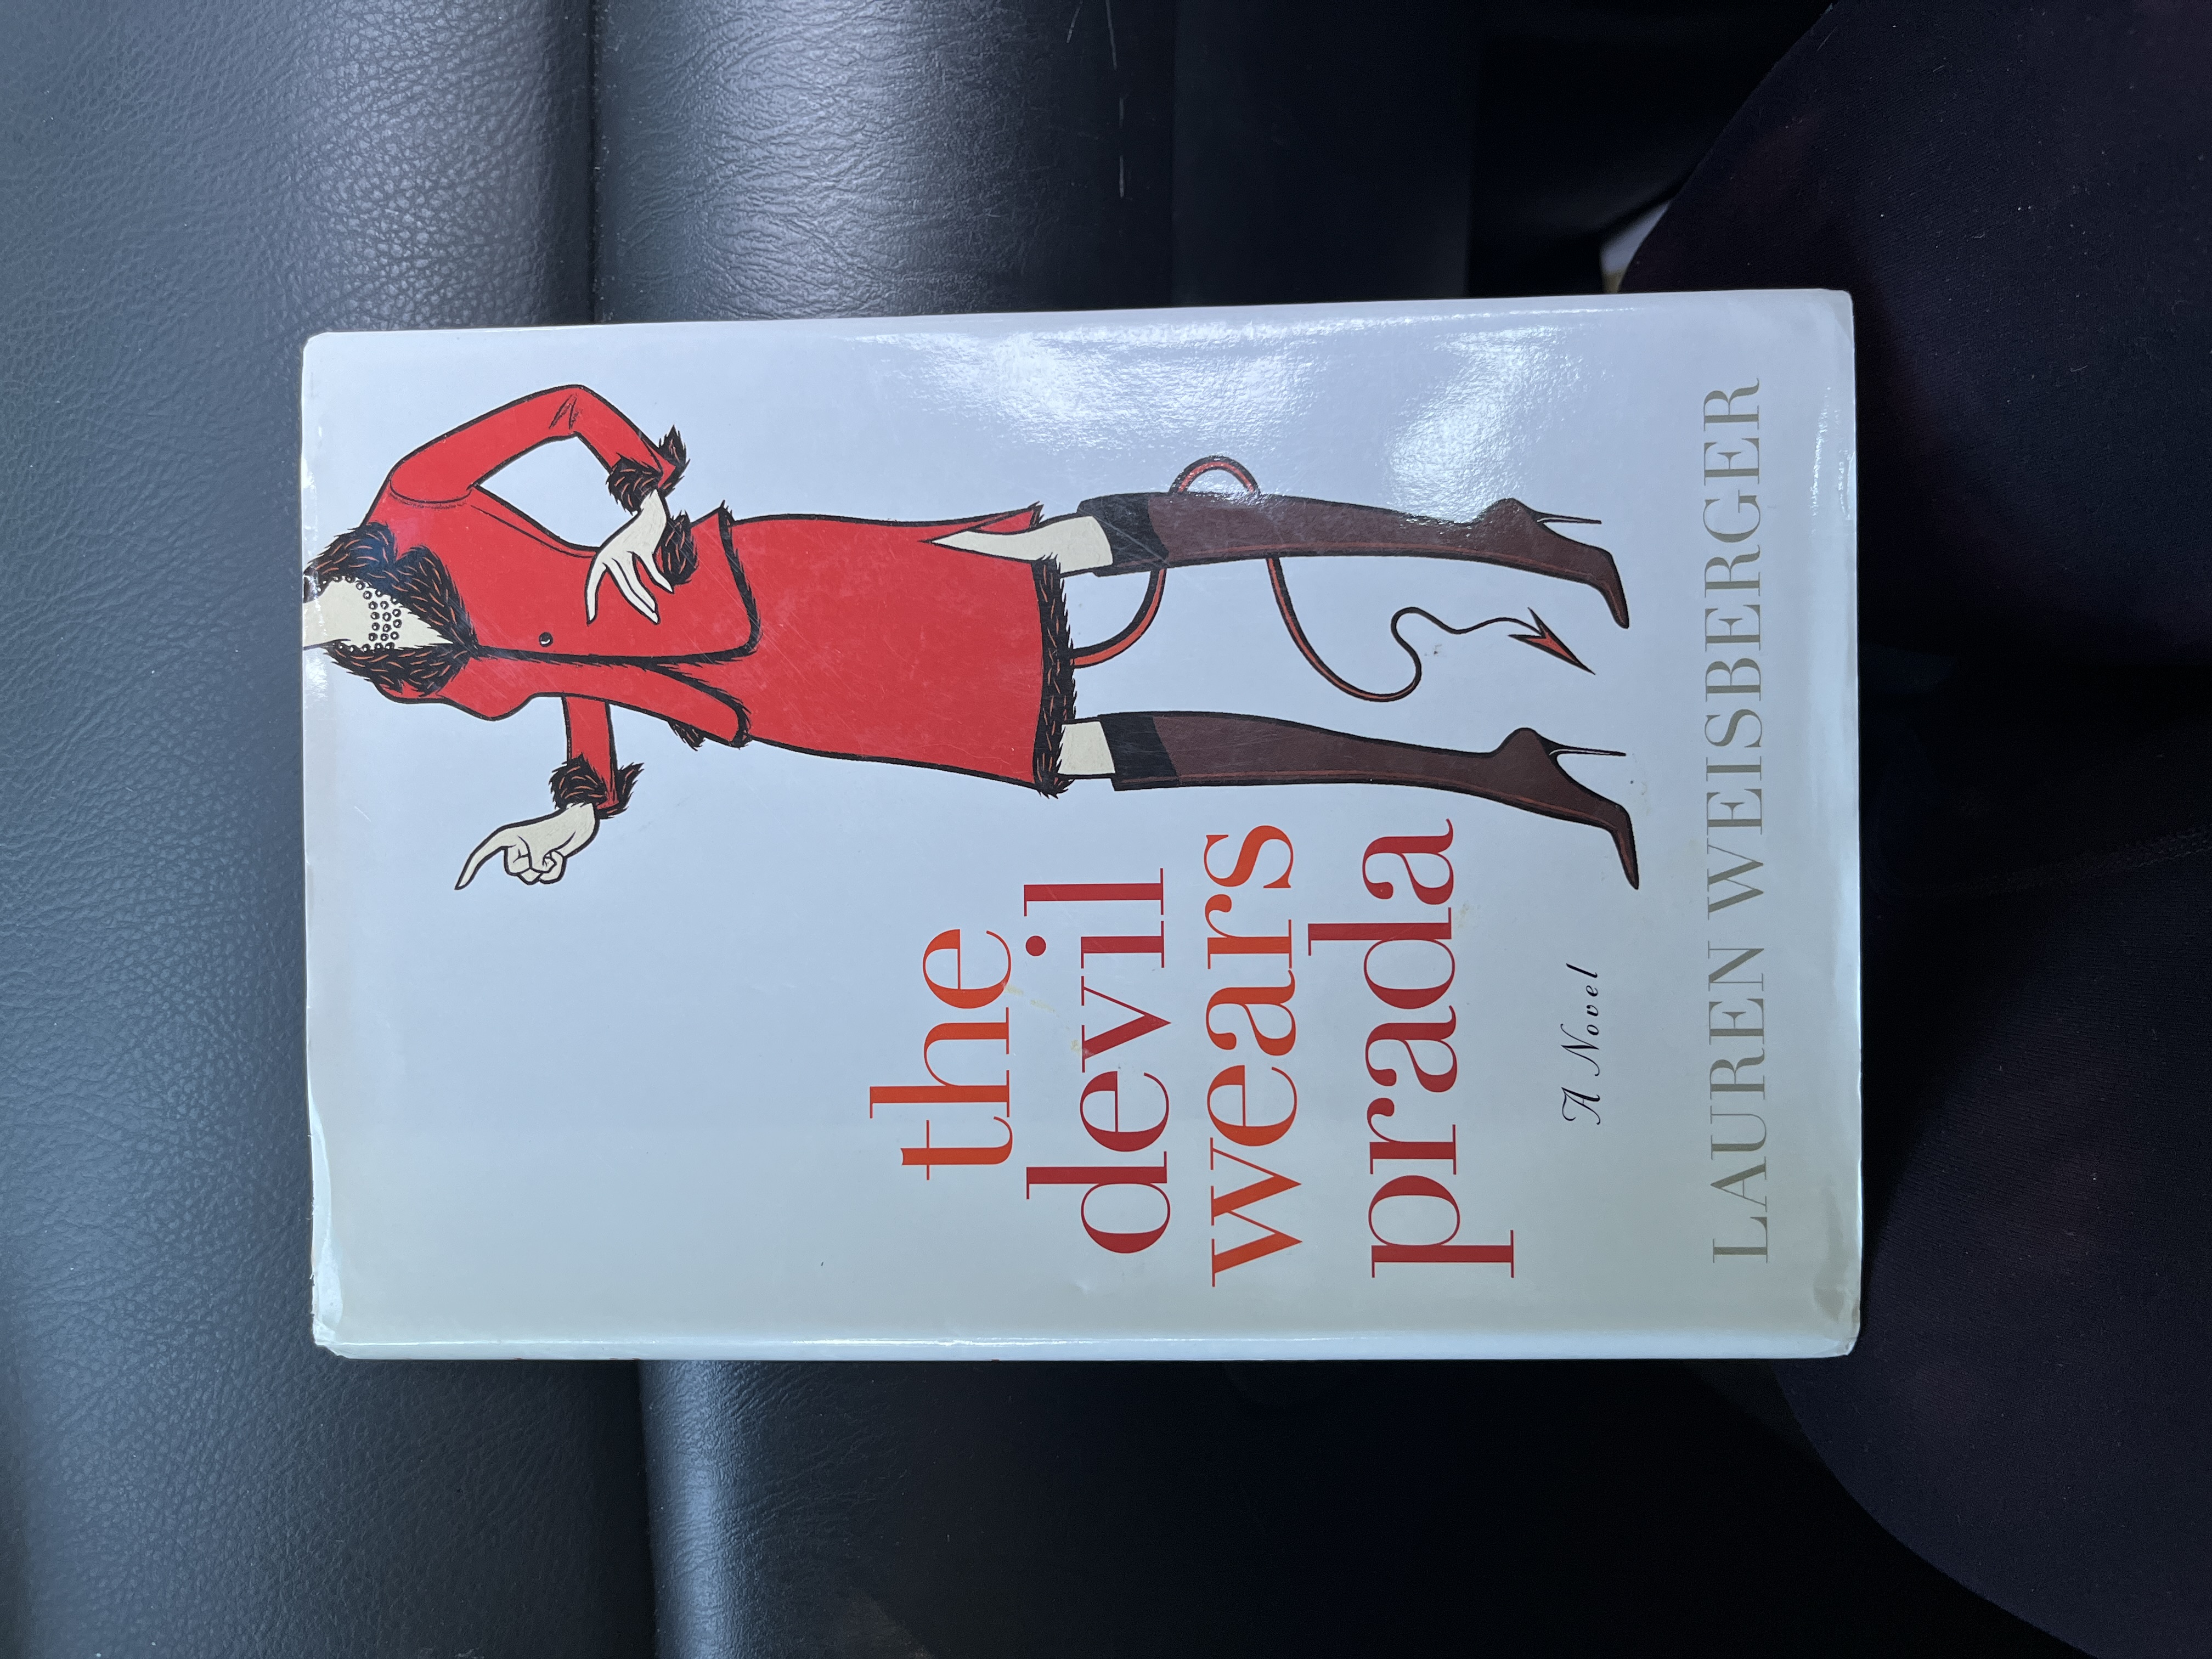 the
devil
wears
prada
A Novel
LAUREN WEISBERGER